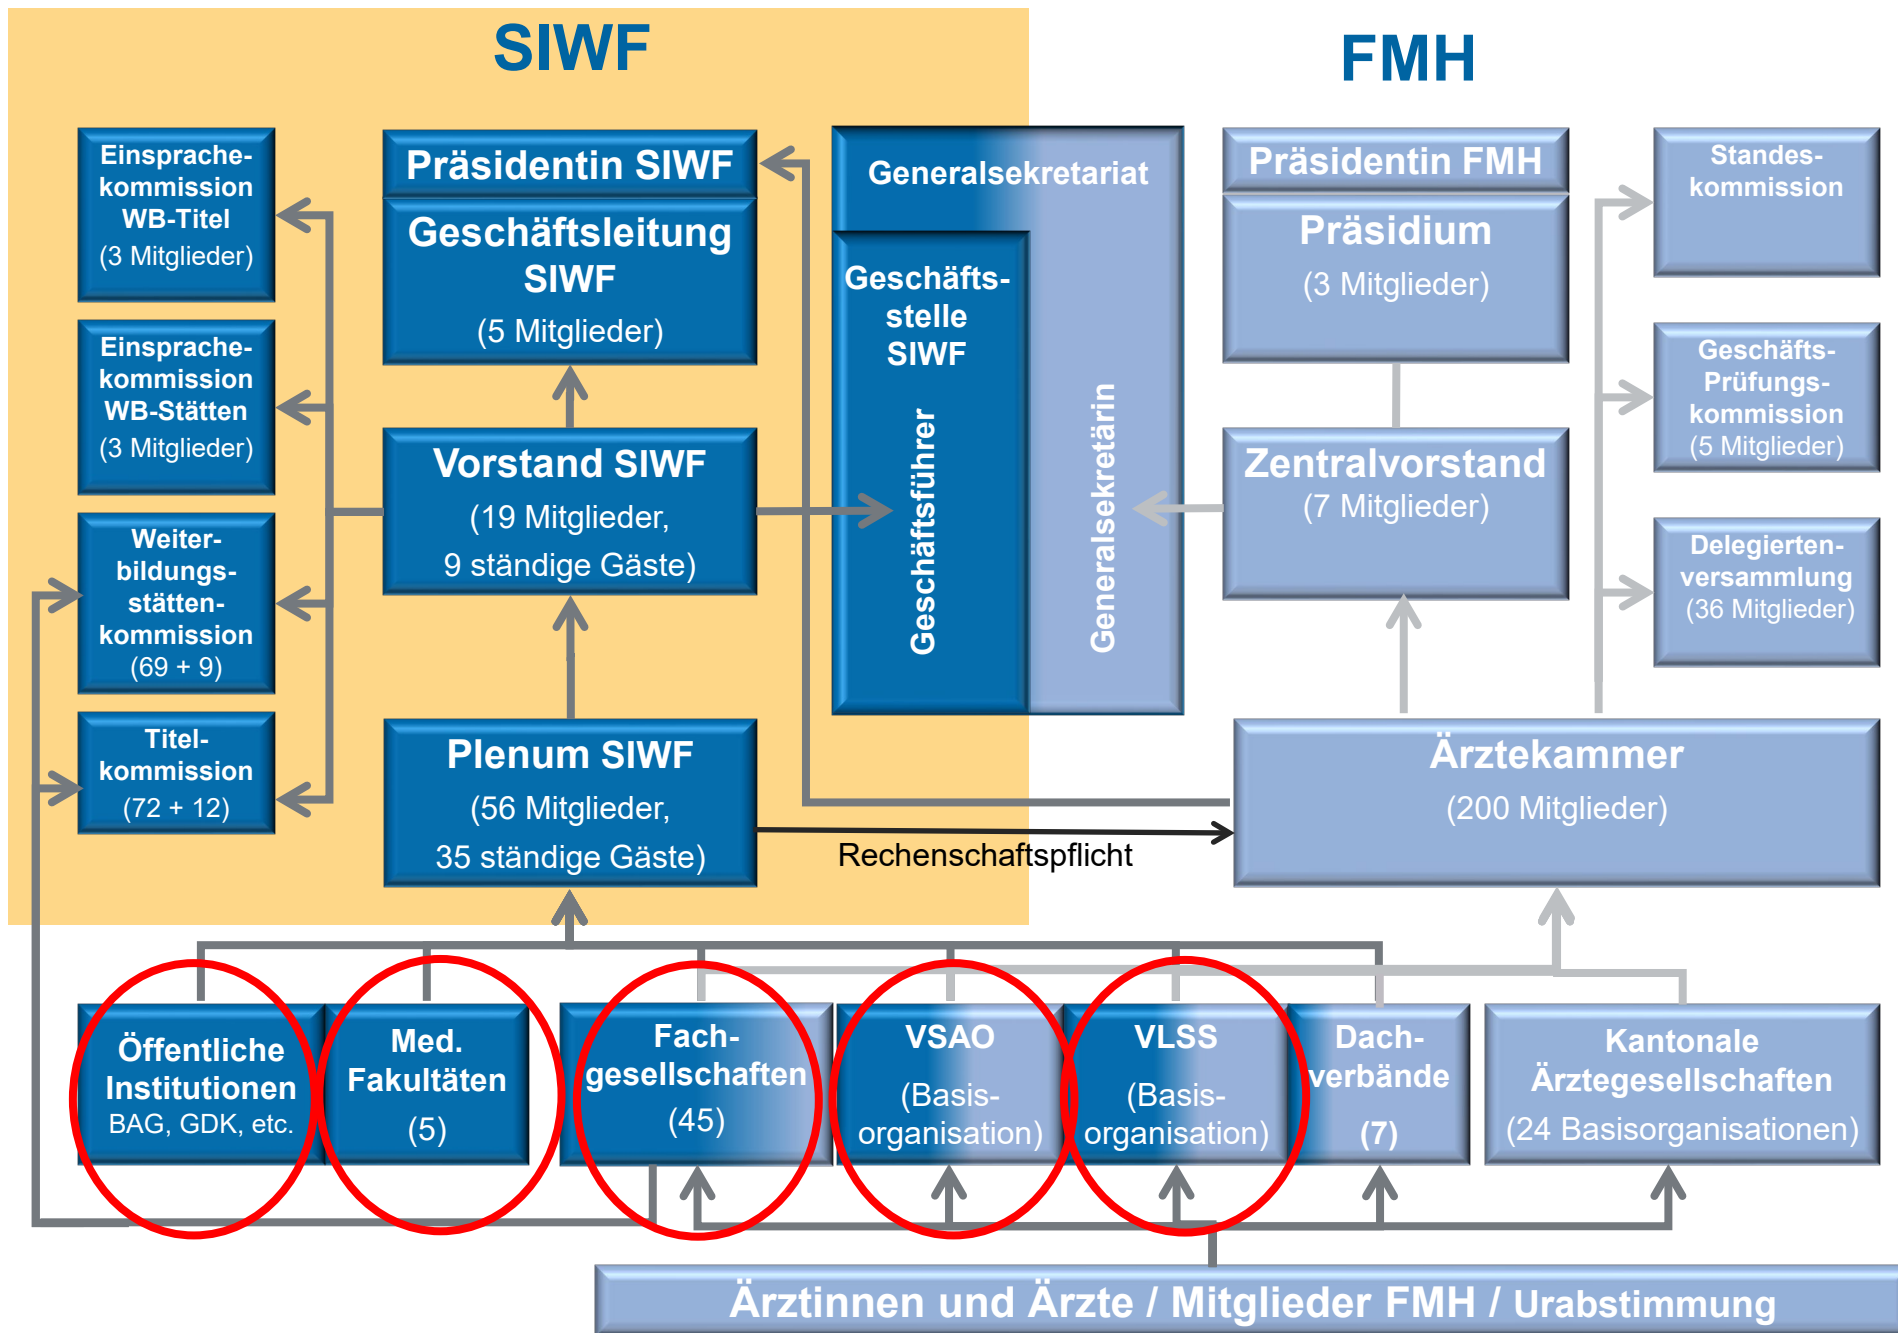 SIWF
FMH
Einsprache-
kommission
WB-Titel
(3 Mitglieder)
Präsidentin SIWF
Geschäftsleitung
SIWF
(5 Mitglieder)
Generalsekretariat
Geschäfts-
stelle
SIWF
Geschäftsführer
Generalsekretärin
Präsidentin FMH
Präsidium
(3 Mitglieder)
Standes-
kommission
Einsprache-
kommission
WB-Stätten
(3 Mitglieder)
Geschäfts-
Prüfungs-
kommission
(5 Mitglieder)
Vorstand SIWF
(19 Mitglieder,
9 ständige Gäste)
Zentralvorstand
(7 Mitglieder)
Weiter-
bildungs-
stätten-
kommission
(69 + 9)
Delegierten-
versammlung
(36 Mitglieder)
Titel-
kommission
(72 + 12)
Plenum SIWF
(56 Mitglieder,
35 ständige Gäste)
Rechenschaftspflicht
Ärztekammer
(200 Mitglieder)
Öffentliche
Institutionen
BAG, GDK, etc.
Med.
Fakultäten
(5)
Fach-
gesellschaften
(45)
VSAO
(Basis-
organisation)
VLSS
(Basis-
organisation)
Dach-
verbände
(7)
Kantonale
Ärztegesellschaften
(24 Basisorganisationen)
Ärztinnen und Ärzte / Mitglieder FMH / Urabstimmung